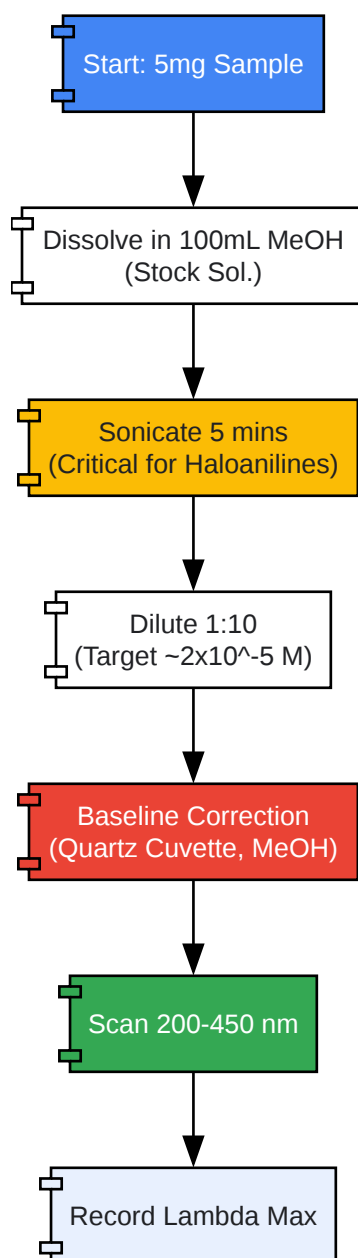 Start: 5mg Sample
Dissolve in 100mL MeOH
(Stock Sol.)
Sonicate 5 mins
(Critical for Haloanilines)
Dilute 1:10
(Target ~2x10^-5 M)
Baseline Correction
(Quartz Cuvette, MeOH)
Scan 200-450 nm
Record Lambda Max